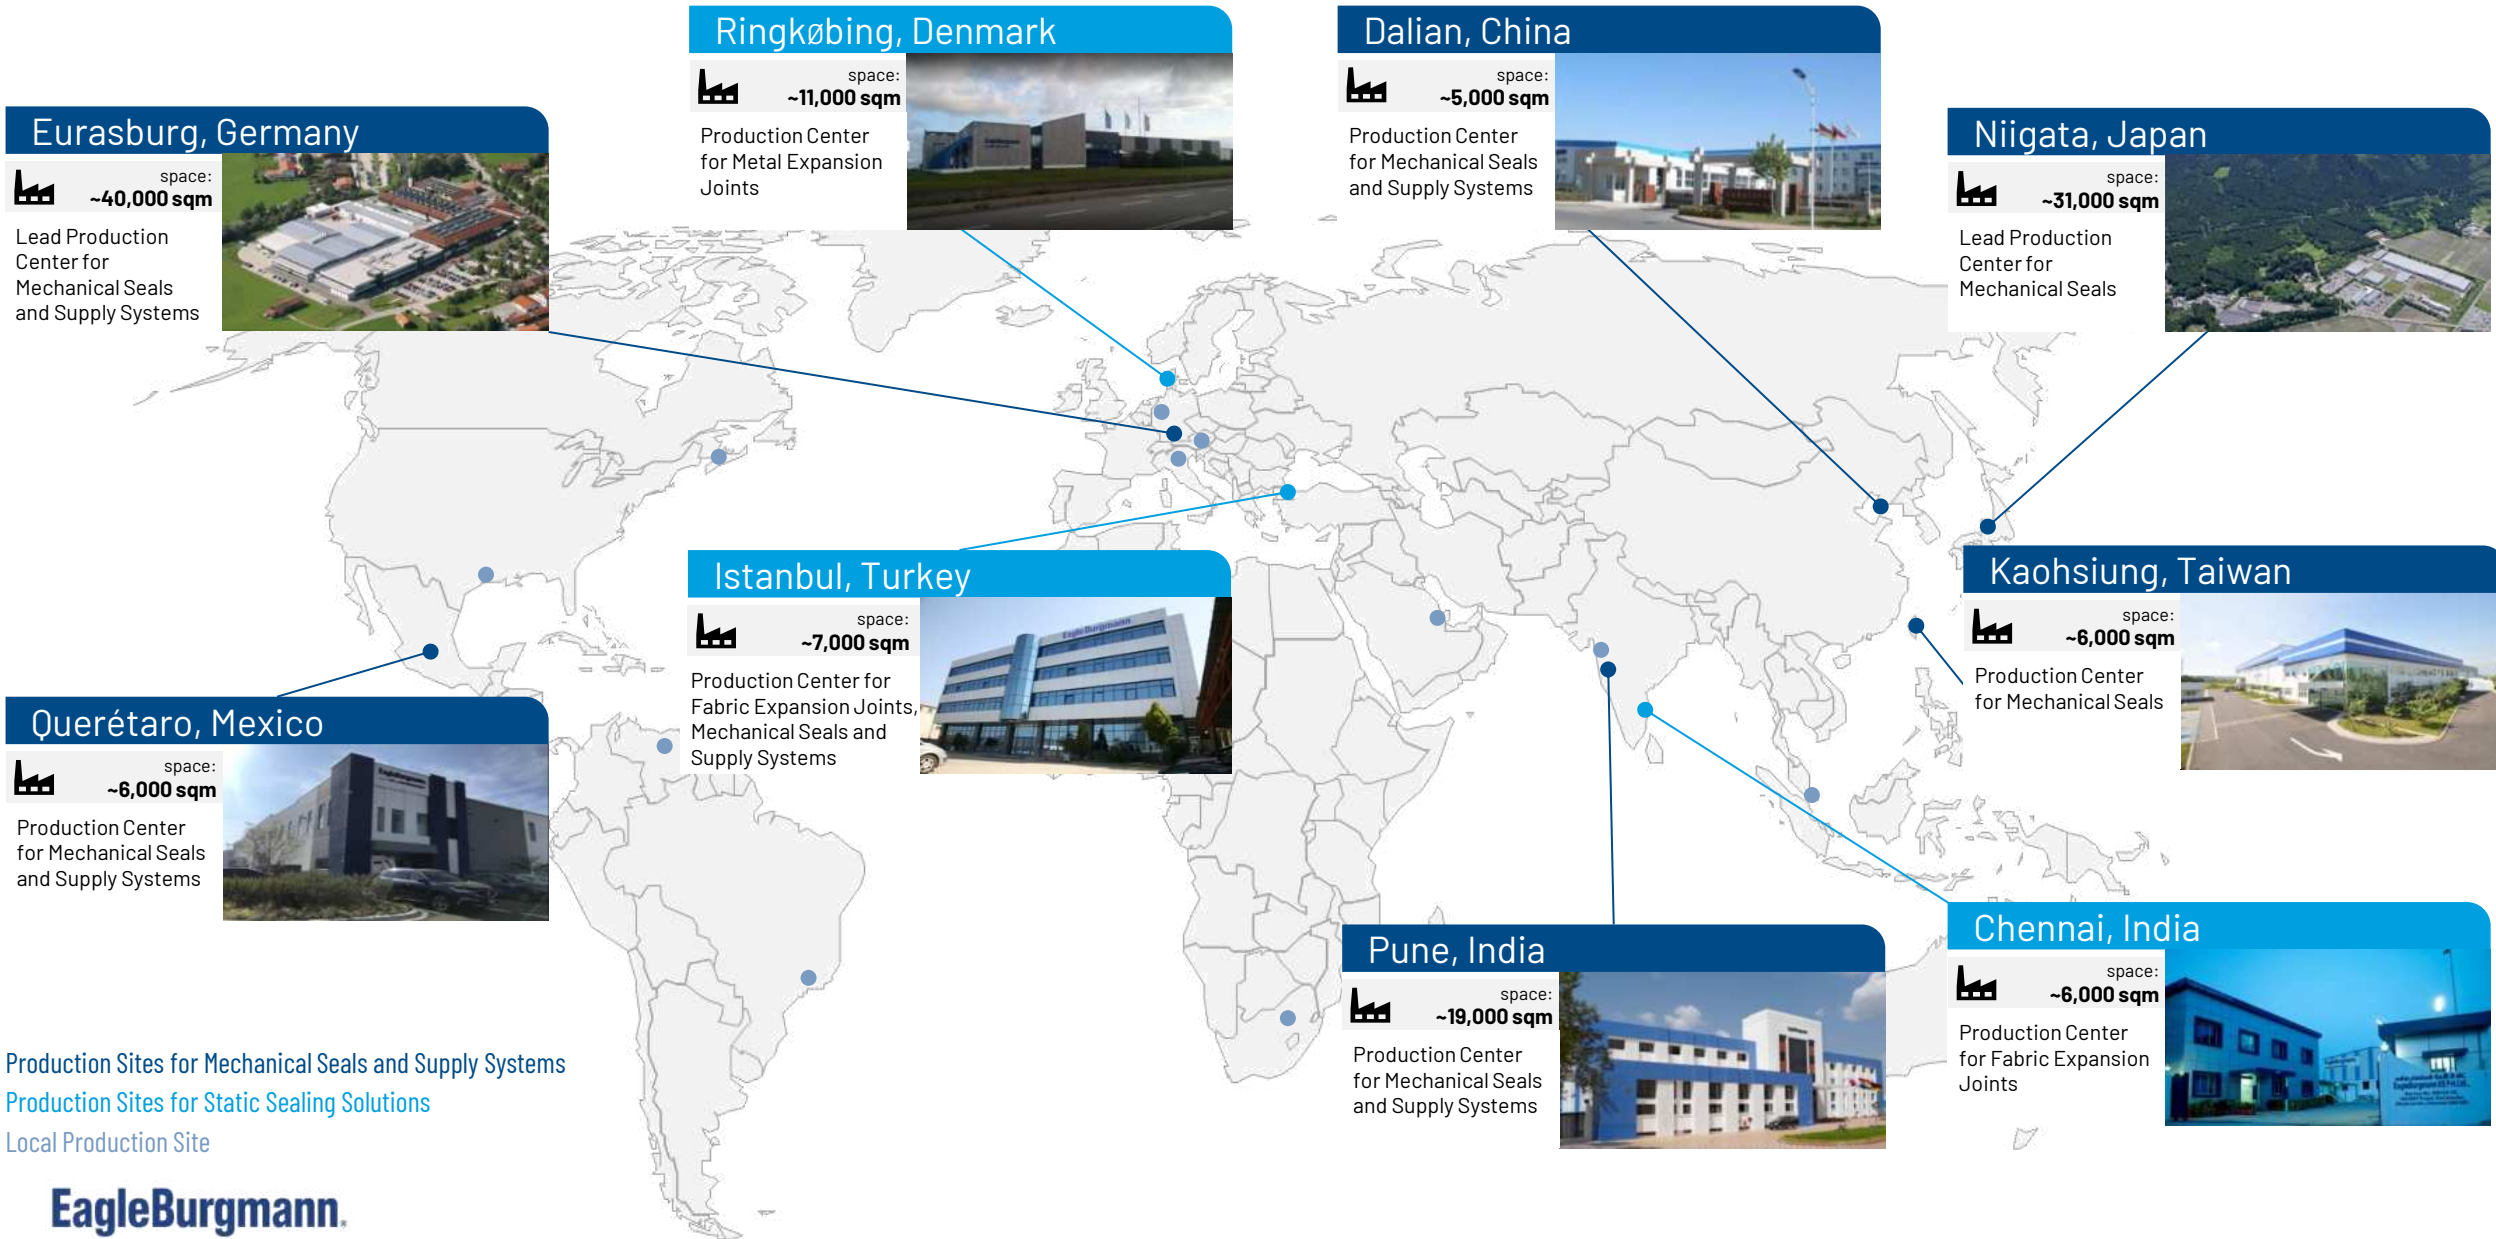 Ringkøbing, Denmark
space:
~11,000 sqm
Production Center
for Metal Expansion
Joints
Dalian, China
space:
~5,000 sqm
Production Center
for Mechanical Seals
and Supply Systems
Eurasburg, Germany
space:
~40,000 sqm
Lead Production
Center for
Mechanical Seals
and Supply Systems
Niigata, Japan
space:
~31,000 sqm
Lead Production
Center for
Mechanical Seals
Istanbul, Turkey
space:
~7,000 sqm
Production Center for
Fabric Expansion Joints,
Mechanical Seals and
Supply Systems
EagleBurgmann
Kaohsiung, Taiwan
space:
~6,000 sqm
Production Center
for Mechanical Seals
Querétaro, Mexico
space:
~6,000 sqm
Production Center
for Mechanical Seals
and Supply Systems
EagleBurgmann
Pune, India
space:
~19,000 sqm
Production Center
for Mechanical Seals
and Supply Systems
Chennai, India
space:
~6,000 sqm
Production Center
for Fabric Expansion
Joints
Production Sites for Mechanical Seals and Supply Systems
Production Sites for Static Sealing Solutions
Local Production Site
EagleBurgmann.